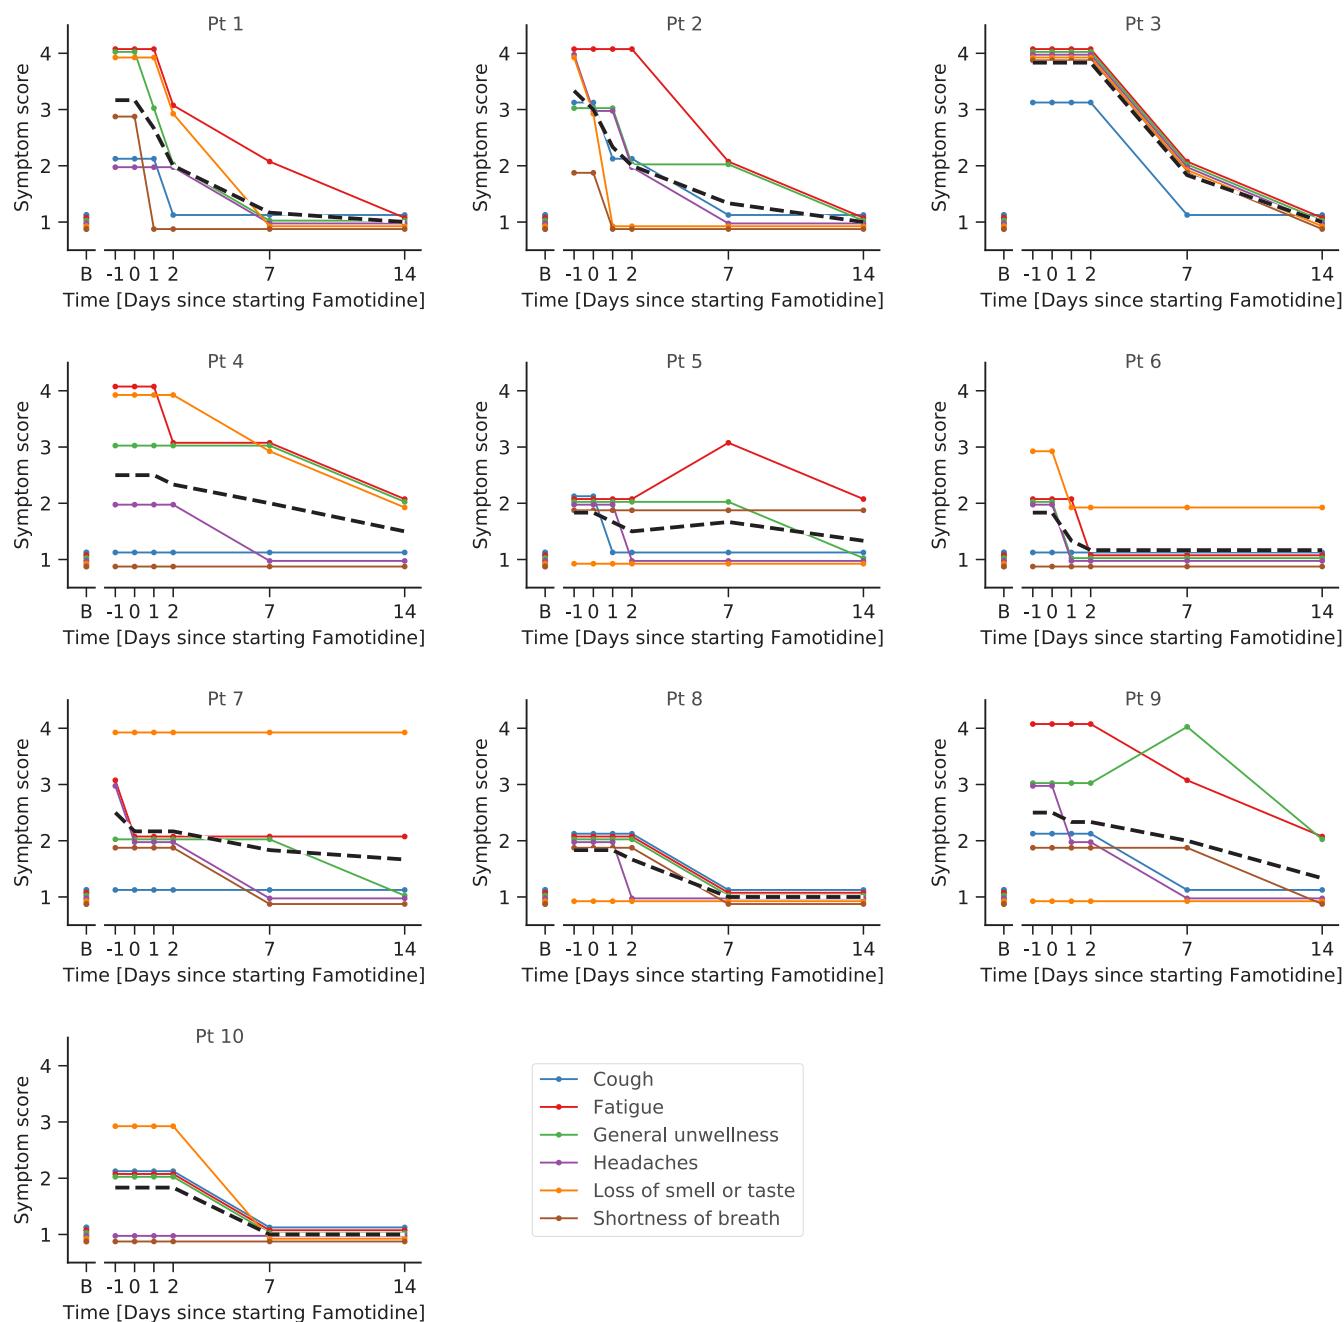 Pt 1
Pt 2
Pt 3
Symptom score
4
3
2
1
B
-1 0 1 2 7 14
Time [Days since starting Famotidine]
Symptom score
4
3
2
1
B
-1 0 1 2 7 14
Time [Days since starting Famotidine]
Symptom score
4
3
2
1
B
-1 0 1 2 7 14
Time [Days since starting Famotidine]
Pt 4
Pt 5
Pt 6
Symptom score
4
3
2
1
B
-1 0 1 2 7 14
Time [Days since starting Famotidine]
Symptom score
4
3
2
1
B
-1 0 1 2 7 14
Time [Days since starting Famotidine]
Symptom score
4
3
2
1
B
-1 0 1 2 7 14
Time [Days since starting Famotidine]
Pt 7
Pt 8
Pt 9
Symptom score
4
3
2
1
B
-1 0 1 2 7 14
Time [Days since starting Famotidine]
Symptom score
4
3
2
1
B
-1 0 1 2 7 14
Time [Days since starting Famotidine]
Symptom score
4
3
2
1
B
-1 0 1 2 7 14
Time [Days since starting Famotidine]
Pt 10
Symptom score
4
3
2
1
B
-1 0 1 2 7 14
Time [Days since starting Famotidine]
Cough
Fatigue
General unwellness
Headaches
Loss of smell or taste
Shortness of breath